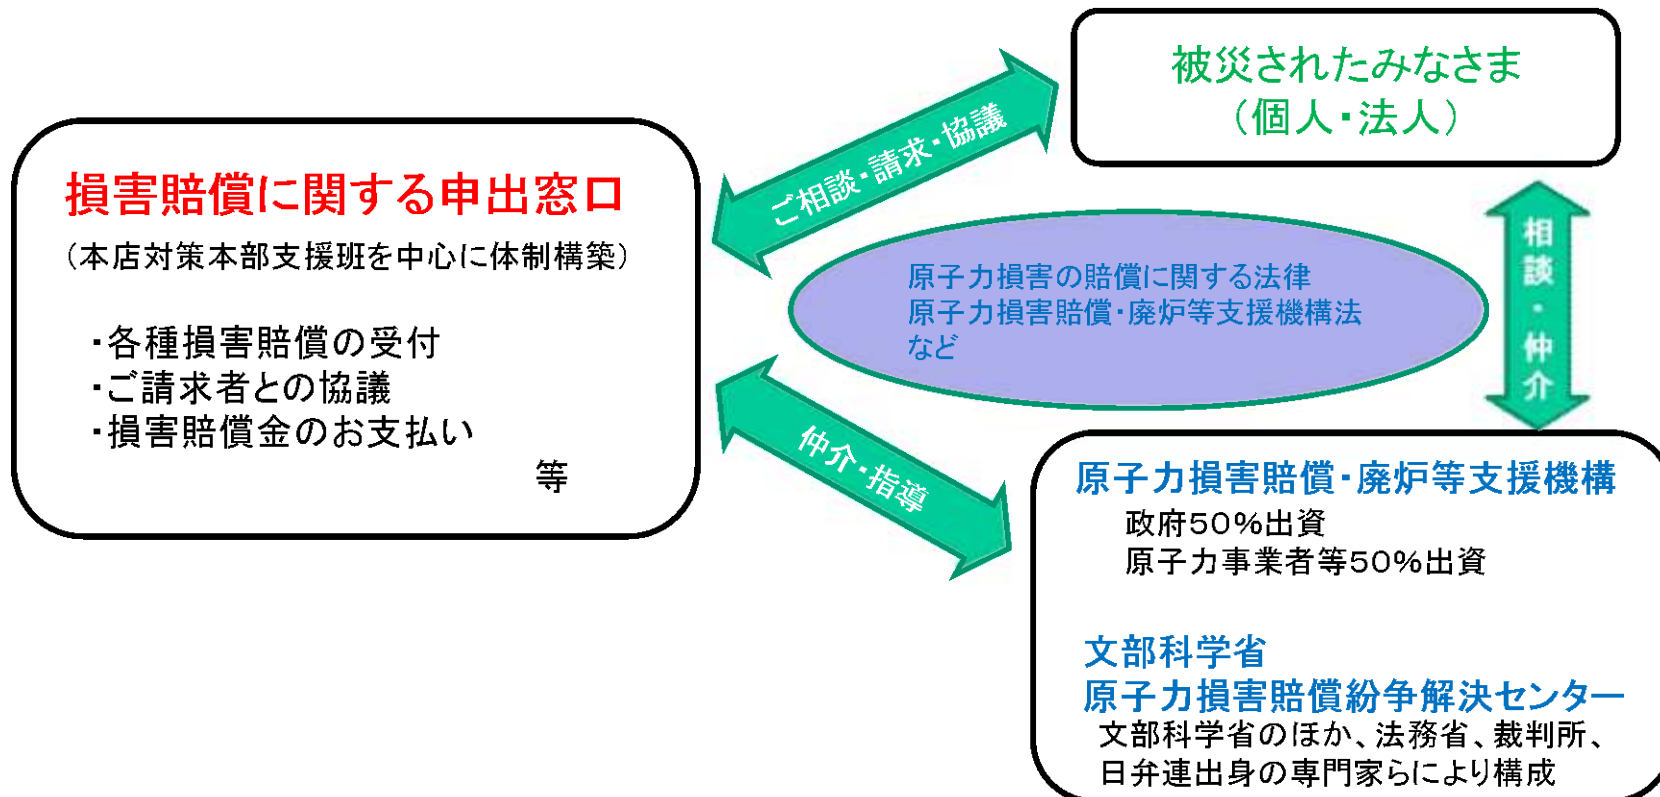 被災されたみなさま
(個人・法人)
損害賠償に関する申出窓口
(本店対策本部支援班を中心に体制構築)
・各種損害賠償の受付
・ご請求者との協議
・損害賠償金のお支払い
等
ご相談・請求・協議
原子力損害の賠償に関する法律
原子力損害賠償・廃炉等支援機構法
など
相談・仲介
仲介・指導
原子力損害賠償・廃炉等支援機構
政府50%出資
原子力事業者等50%出資
文部科学省
原子力損害賠償紛争解決センター
文部科学省のほか、法務省、裁判所、
日弁連出身の専門家らにより構成